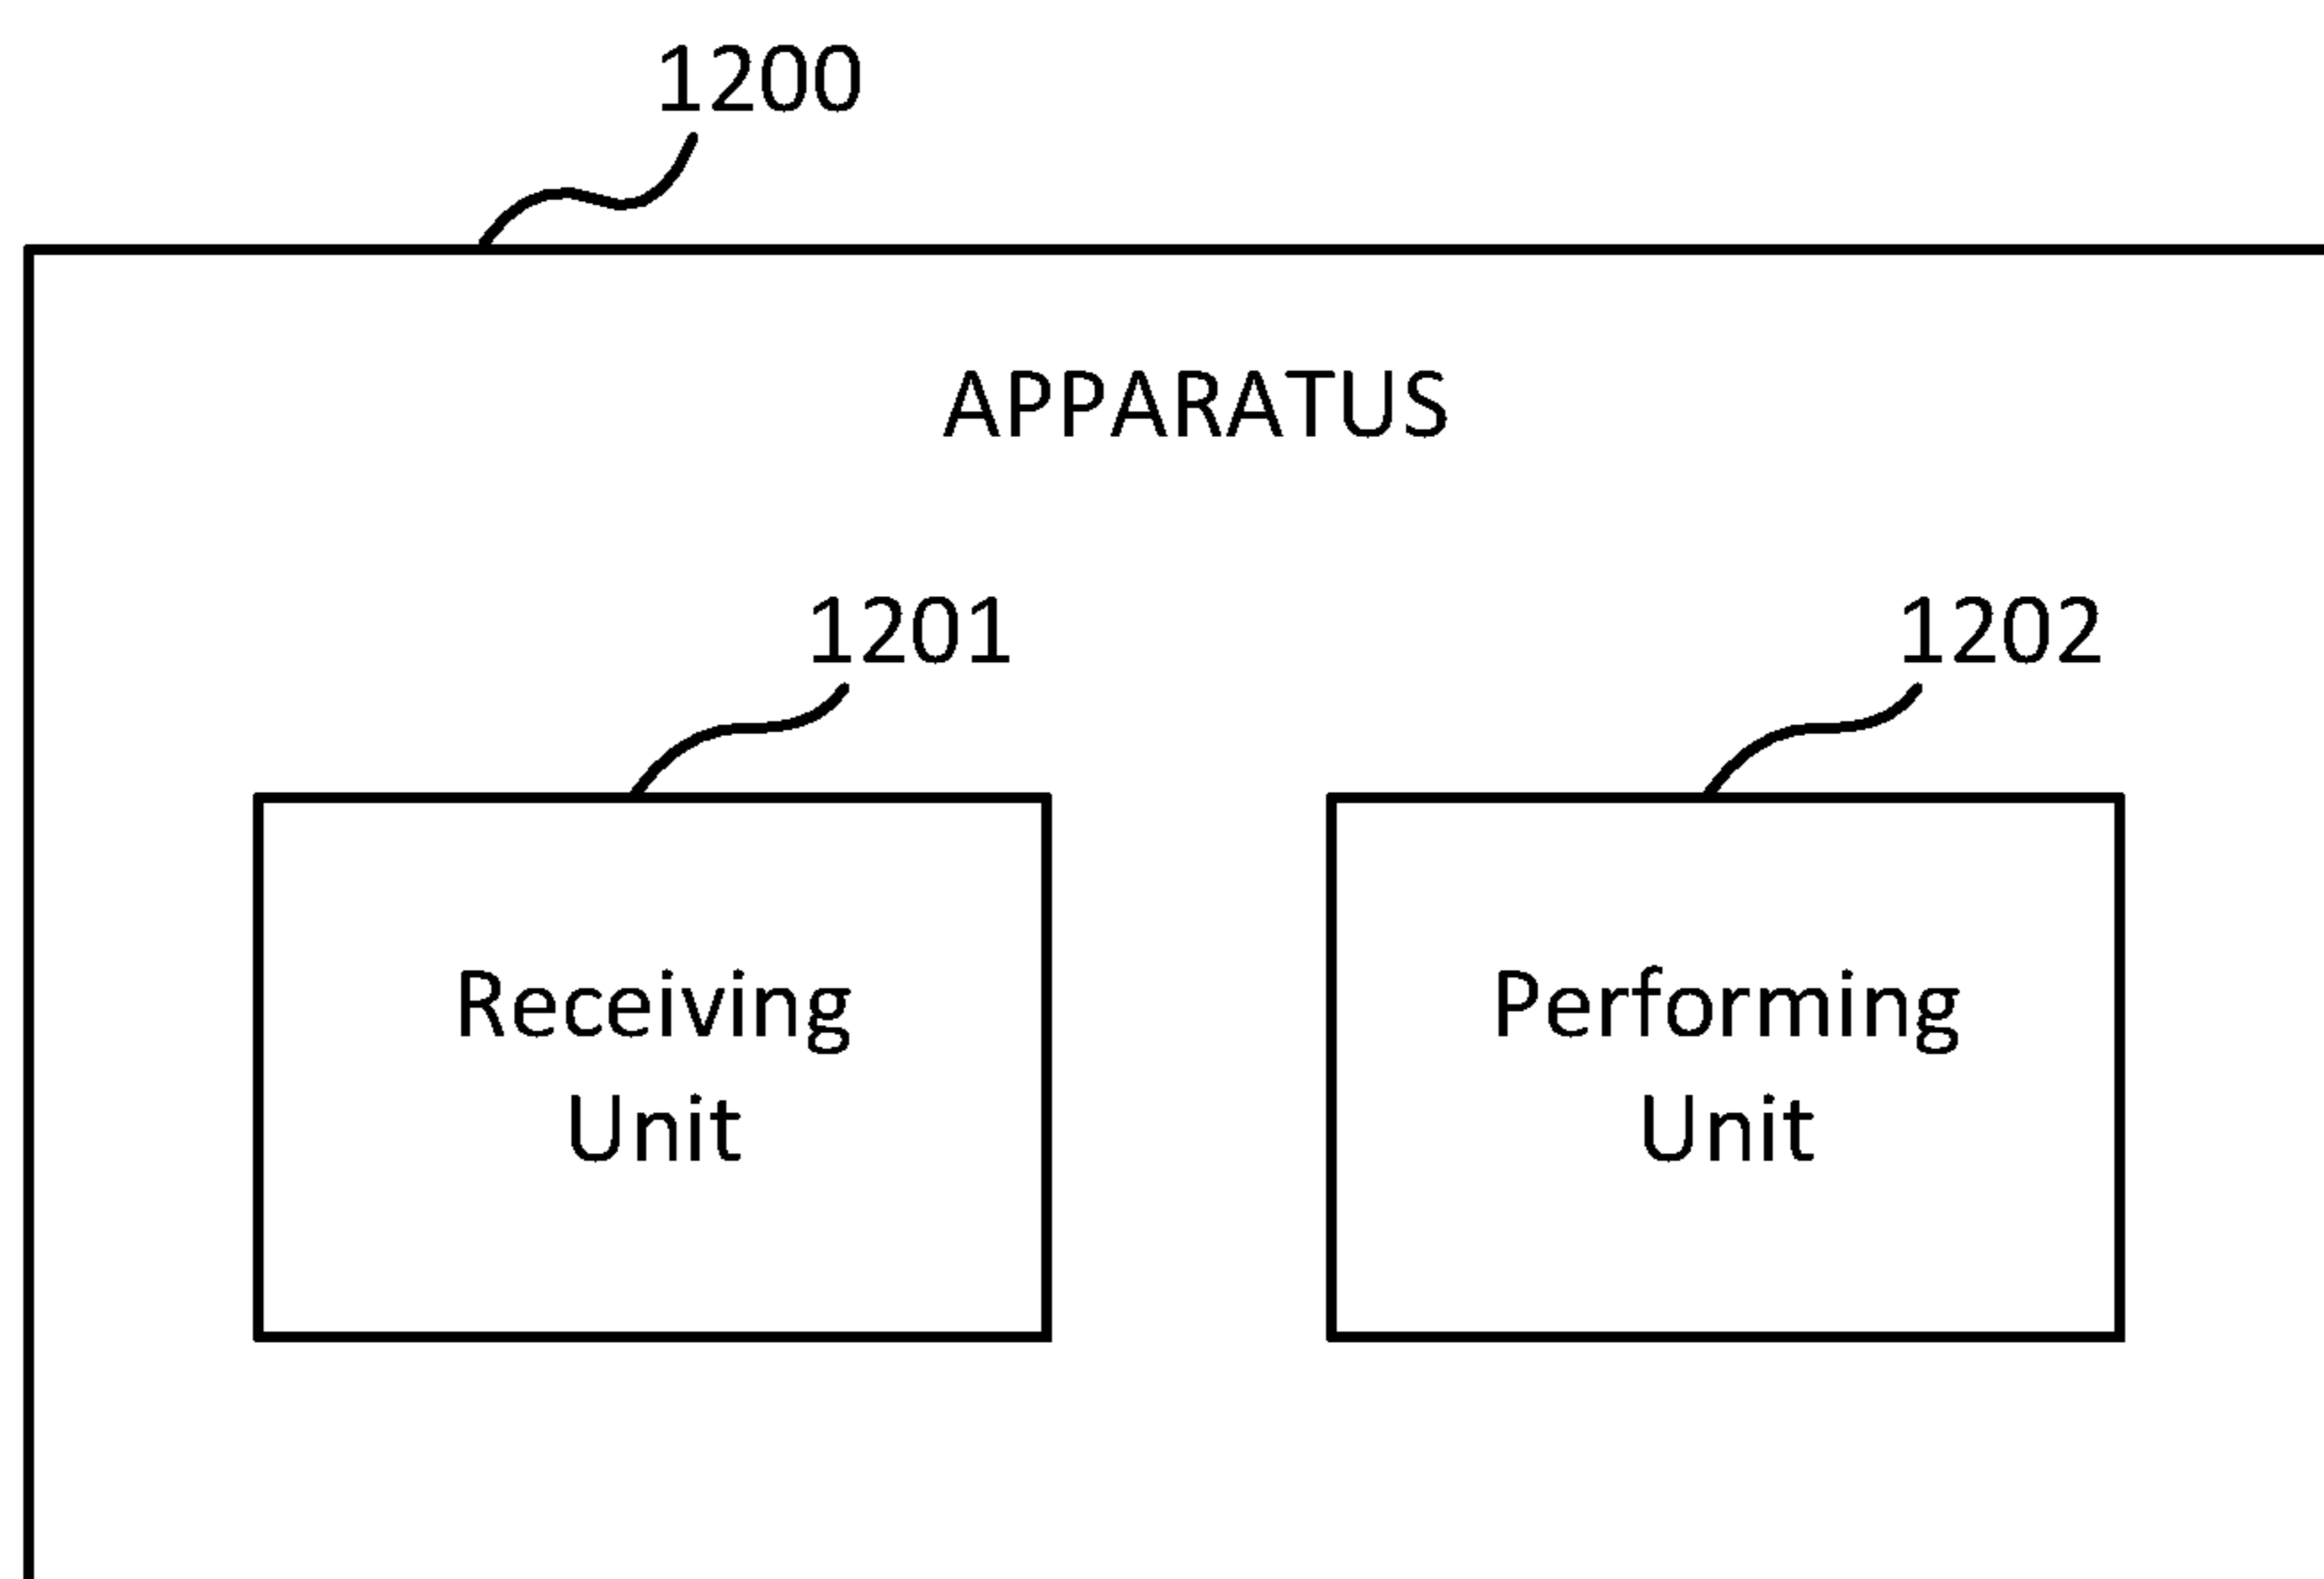 1200
APPARATUS
1201
1202
Receiving
Unit
Performing
Unit